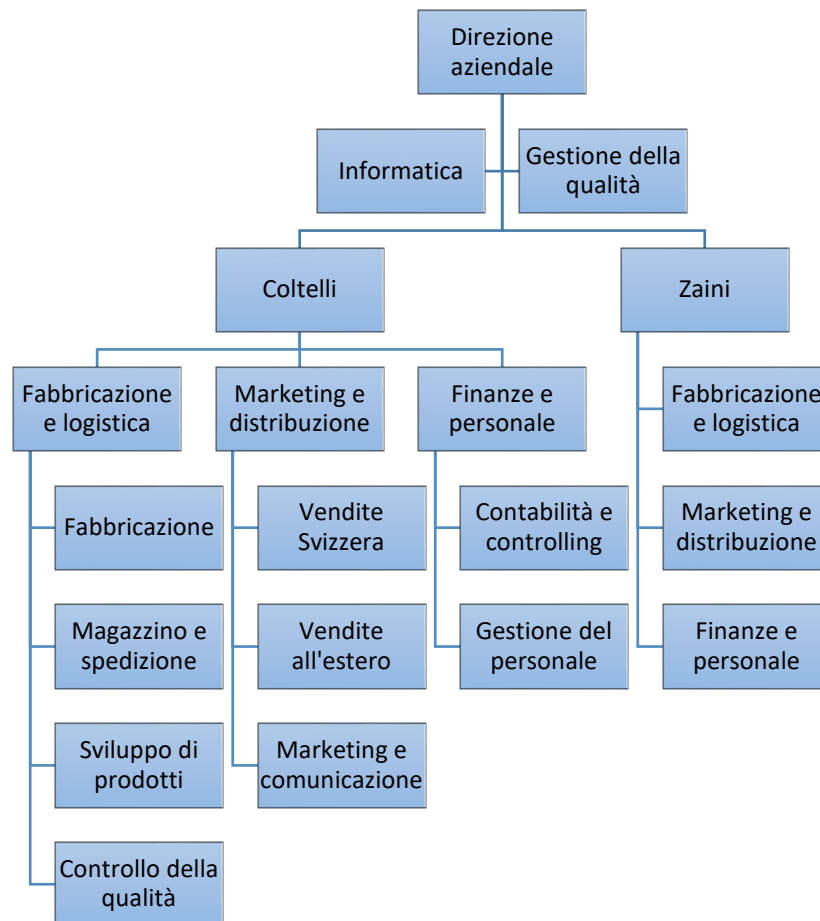 Direzione
aziendale
Informatica
Gestione della
qualità
Coltelli
Zaini
Fabbricazione
e logistica
Marketing e
distribuzione
Finanze e
personale
Fabbricazione
e logistica
Fabbricazione
Vendite
Svizzera
Contabilità e
controlling
Marketing e
distribuzione
Magazzino e
spedizione
Vendite
all'estero
Gestione del
personale
Finanze e
personale
Sviluppo di
prodotti
Marketing e
comunicazione
Controllo della
qualità